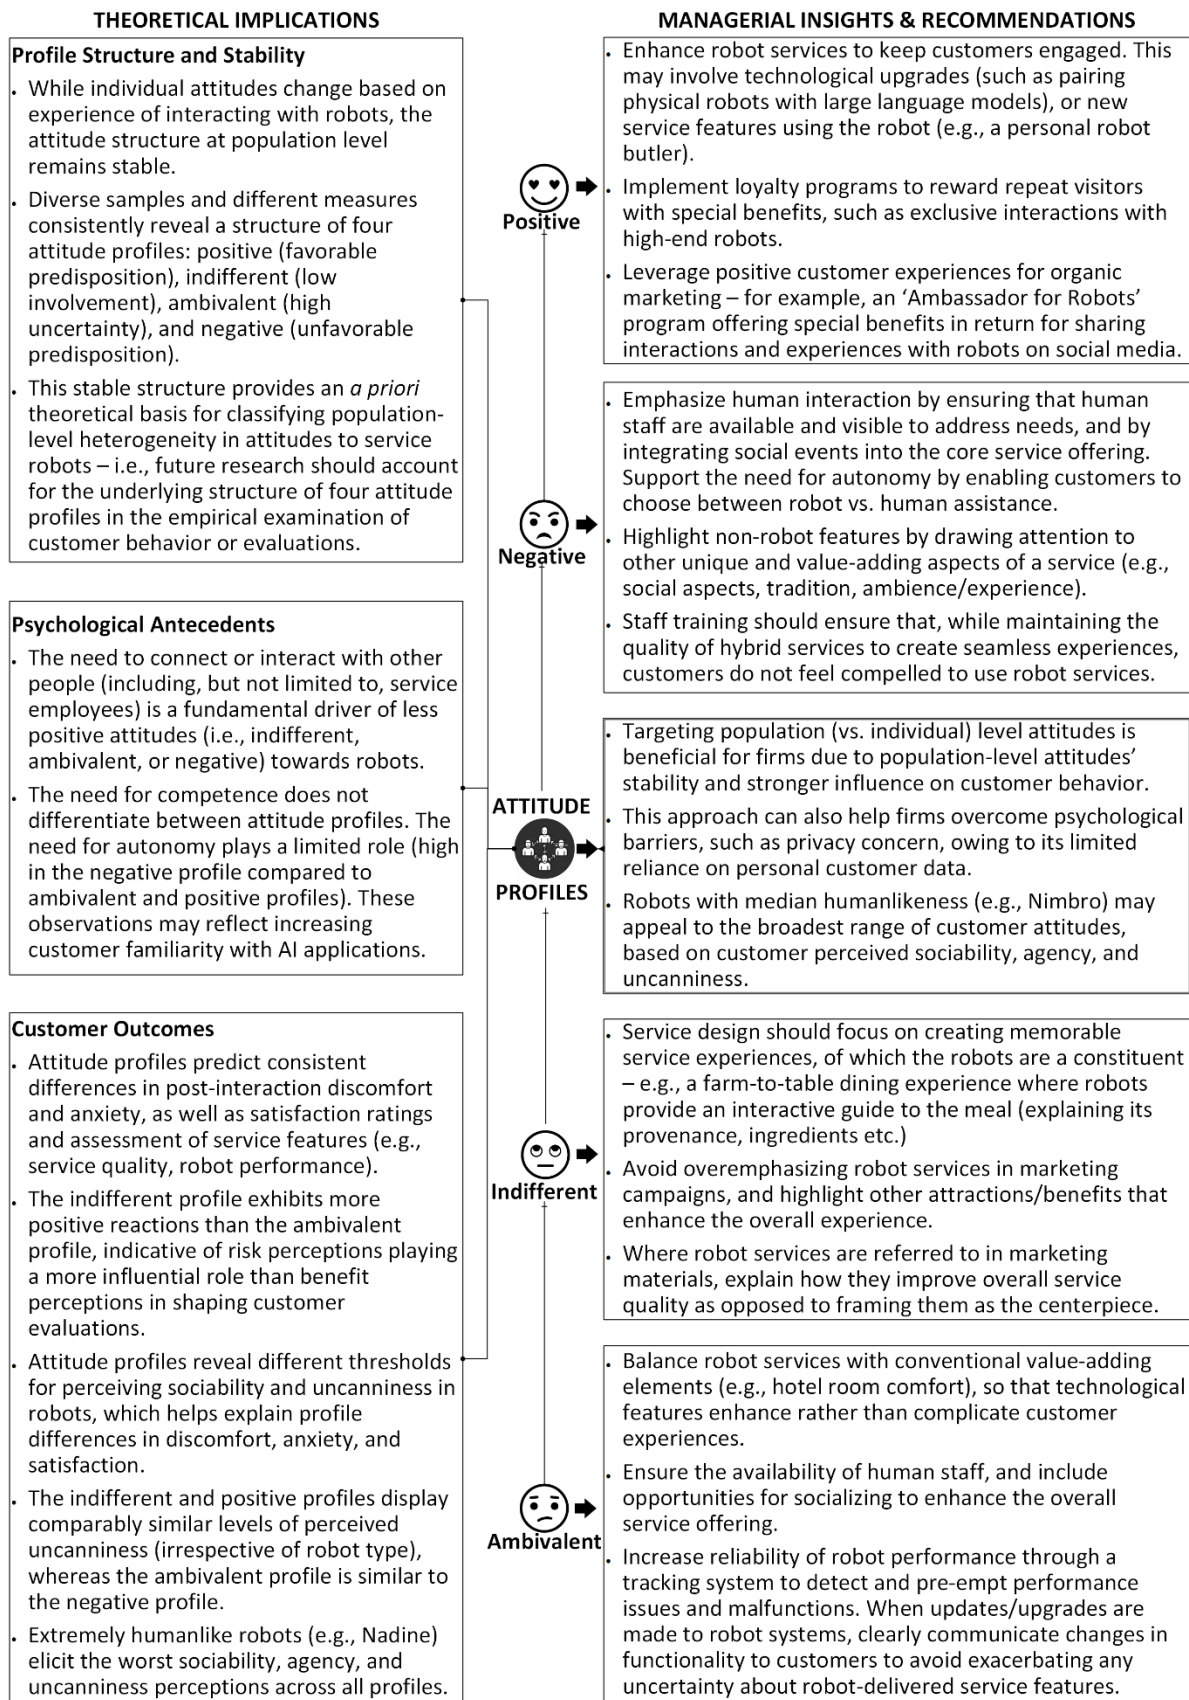 THEORETICAL IMPLICATIONS
Profile Structure and Stability
• While individual attitudes change based on
experience of interacting with robots, the
attitude structure at population level
remains stable.
• Diverse samples and different measures
consistently reveal a structure of four
attitude profiles: positive (favorable
predisposition), indifferent (low
involvement), ambivalent (high
uncertainty), and negative (unfavorable
predisposition).
• This stable structure provides an a priori
theoretical basis for classifying population-
level heterogeneity in attitudes to service
robots – i.e., future research should account
for the underlying structure of four attitude
profiles in the empirical examination of
customer behavior or evaluations.
Psychological Antecedents
• The need to connect or interact with other
people (including, but not limited to, service
employees) is a fundamental driver of less
positive attitudes (i.e., indifferent,
ambivalent, or negative) towards robots.
• The need for competence does not
differentiate between attitude profiles. The
need for autonomy plays a limited role (high
in the negative profile compared to
ambivalent and positive profiles). These
observations may reflect increasing
customer familiarity with AI applications.
Customer Outcomes
• Attitude profiles predict consistent
differences in post-interaction discomfort
and anxiety, as well as satisfaction ratings
and assessment of service features (e.g.,
service quality, robot performance).
• The indifferent profile exhibits more
positive reactions than the ambivalent
profile, indicative of risk perceptions playing
a more influential role than benefit
perceptions in shaping customer
evaluations.
• Attitude profiles reveal different thresholds
for perceiving sociability and uncanniness in
robots, which helps explain profile
differences in discomfort, anxiety, and
satisfaction.
• The indifferent and positive profiles display
comparably similar levels of perceived
uncanniness (irrespective of robot type),
whereas the ambivalent profile is similar to
the negative profile.
• Extremely humanlike robots (e.g., Nadine)
elicit the worst sociability, agency, and
uncanniness perceptions across all profiles.
MANAGERIAL INSIGHTS & RECOMMENDATIONS
Positive
• Enhance robot services to keep customers engaged. This
may involve technological upgrades (such as pairing
physical robots with large language models), or new
service features using the robot (e.g., a personal robot
butler).
• Implement loyalty programs to reward repeat visitors
with special benefits, such as exclusive interactions with
high-end robots.
• Leverage positive customer experiences for organic
marketing – for example, an ‘Ambassador for Robots’
program offering special benefits in return for sharing
interactions and experiences with robots on social media.
Negative
• Emphasize human interaction by ensuring that human
staff are available and visible to address needs, and by
integrating social events into the core service offering.
Support the need for autonomy by enabling customers to
choose between robot vs. human assistance.
• Highlight non-robot features by drawing attention to
other unique and value-adding aspects of a service (e.g.,
social aspects, tradition, ambience/experience).
• Staff training should ensure that, while maintaining the
quality of hybrid services to create seamless experiences,
customers do not feel compelled to use robot services.
ATTITUDE
PROFILES
• Targeting population (vs. individual) level attitudes is
beneficial for firms due to population-level attitudes’
stability and stronger influence on customer behavior.
• This approach can also help firms overcome psychological
barriers, such as privacy concern, owing to its limited
reliance on personal customer data.
• Robots with median humanlikeness (e.g., Nimbro) may
appeal to the broadest range of customer attitudes,
based on customer perceived sociability, agency, and
uncanniness.
Indifferent
• Service design should focus on creating memorable
service experiences, of which the robots are a constituent
– e.g., a farm-to-table dining experience where robots
provide an interactive guide to the meal (explaining its
provenance, ingredients etc.)
• Avoid overemphasizing robot services in marketing
campaigns, and highlight other attractions/benefits that
enhance the overall experience.
• Where robot services are referred to in marketing
materials, explain how they improve overall service
quality as opposed to framing them as the centerpiece.
Ambivalent
• Balance robot services with conventional value-adding
elements (e.g., hotel room comfort), so that technological
features enhance rather than complicate customer
experiences.
• Ensure the availability of human staff, and include
opportunities for socializing to enhance the overall
service offering.
• Increase reliability of robot performance through a
tracking system to detect and pre-empt performance
issues and malfunctions. When updates/upgrades are
made to robot systems, clearly communicate changes in
functionality to customers to avoid exacerbating any
uncertainty about robot-delivered service features.